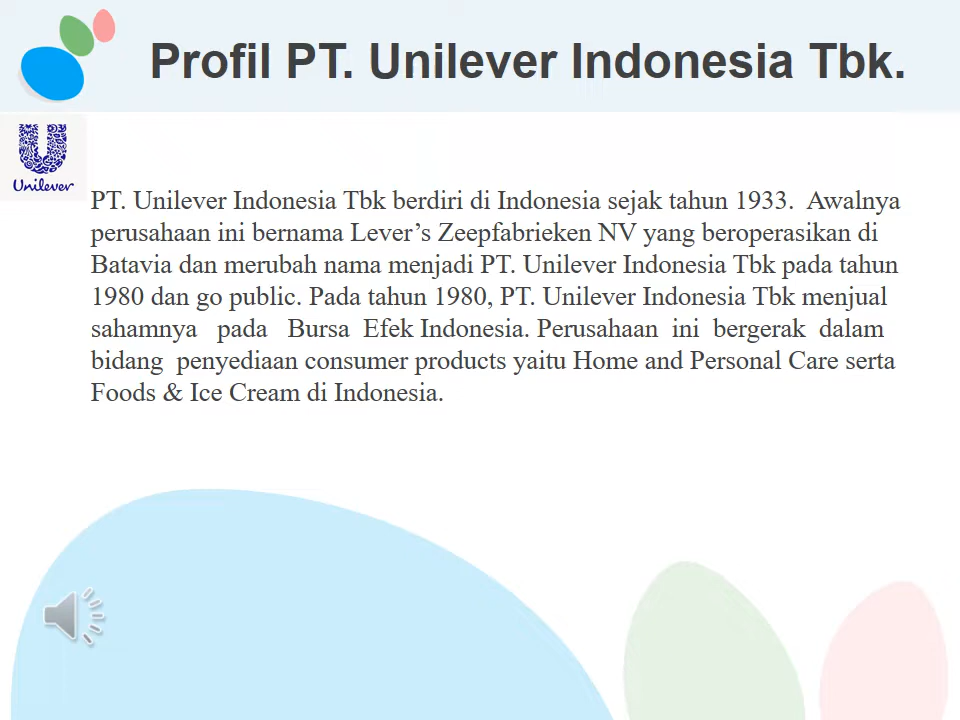 Profil PT. Unilever Indonesia Tbk.
Unilever
PT. Unilever Indonesia Tbk berdiri di Indonesia sejak tahun 1933. Awalnya
perusahaan ini bernama Lever’s Zeepfabrieken NV yang beroperasikan di
Batavia dan merubah nama menjadi PT. Unilever Indonesia Tbk pada tahun
1980 dan go public. Pada tahun 1980, PT. Unilever Indonesia Tbk menjual
sahamnya pada Bursa Efek Indonesia. Perusahaan ini bergerak dalam
bidang penyediaan consumer products yaitu Home and Personal Care serta
Foods & Ice Cream di Indonesia.